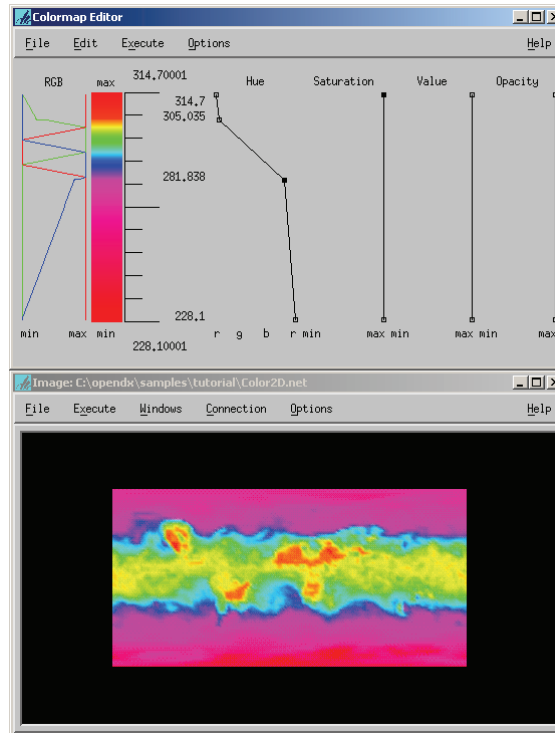 Colormap Editor
File Edit Execute Options Help
RGB max 314.70001 Hue Saturation Value Opacity
314.7
305.035
281.838
228.1
min max min r g b r min max min max min max
228.10001
Image: C:\opendx\samples\tutorial\Color2D.net
File Execute Windows Connection Options Help